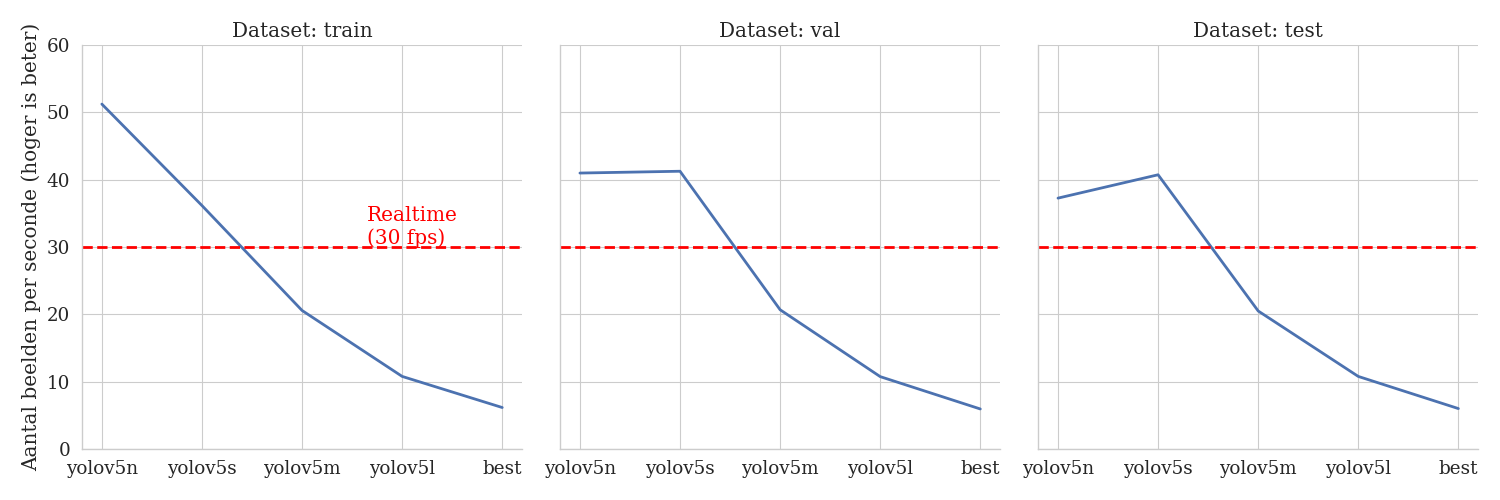 Dataset: train
Dataset: val
Dataset: test
Aantal beelden per seconde (hoger is beter)
60
50
40
30
20
10
0
Realtime
(30 fps)
yolov5n yolov5s yolov5m yolov5l best
yolov5n yolov5s yolov5m yolov5l best
yolov5n yolov5s yolov5m yolov5l best